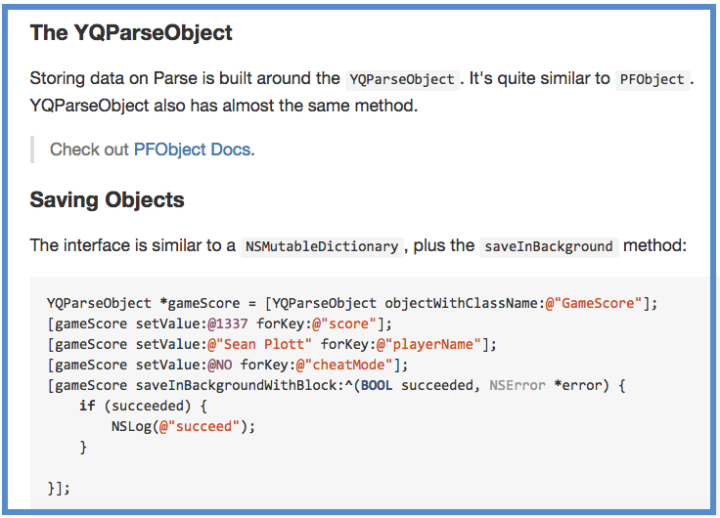 The YQParseObject
Storing data on Parse is built around the YQParseObject. It's quite similar to PFObject.
YQParseObject also has almost the same method.
Check out PFObject Docs.
Saving Objects
The interface is similar to a NSMutableDictionary, plus the saveInBackground method:
YQParseObject *gameScore = [YQParseObject objectWithClassName:@"GameScore"];
[gameScore setValue:@1337 forKey:@"score"];
[gameScore setValue:@"Sean Plott" forKey:@"playerName"];
[gameScore setValue:@NO forKey:@"cheatMode"];
[gameScore saveInBackgroundWithBlock:^(BOOL succeeded, NSError *error) {
    if (succeeded) {
        NSLog(@"succeed");
    }
}];